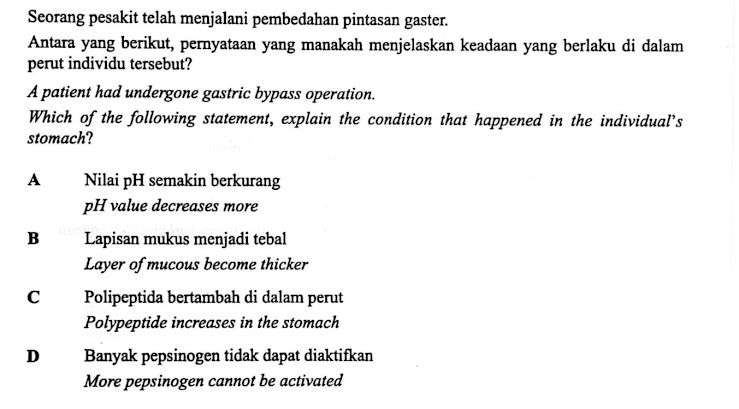 Seorang pesakit telah menjalani pembedahan pintasan gaster.
Antara yang berikut, pernyataan yang manakah menjelaskan keadaan yang berlaku di dalam
perut individu tersebut?
A patient had undergone gastric bypass operation.
Which of the following statement, explain the condition that happened in the individual's
stomach?
A Nilai pH semakin berkurang
pH value decreases more
B Lapisan mukus menjadi tebal
Layer of mucous become thicker
C Polipeptida bertambah di dalam perut
Polypeptide increases in the stomach
D Banyak pepsinogen tidak dapat diaktifkan
More pepsinogen cannot be activated